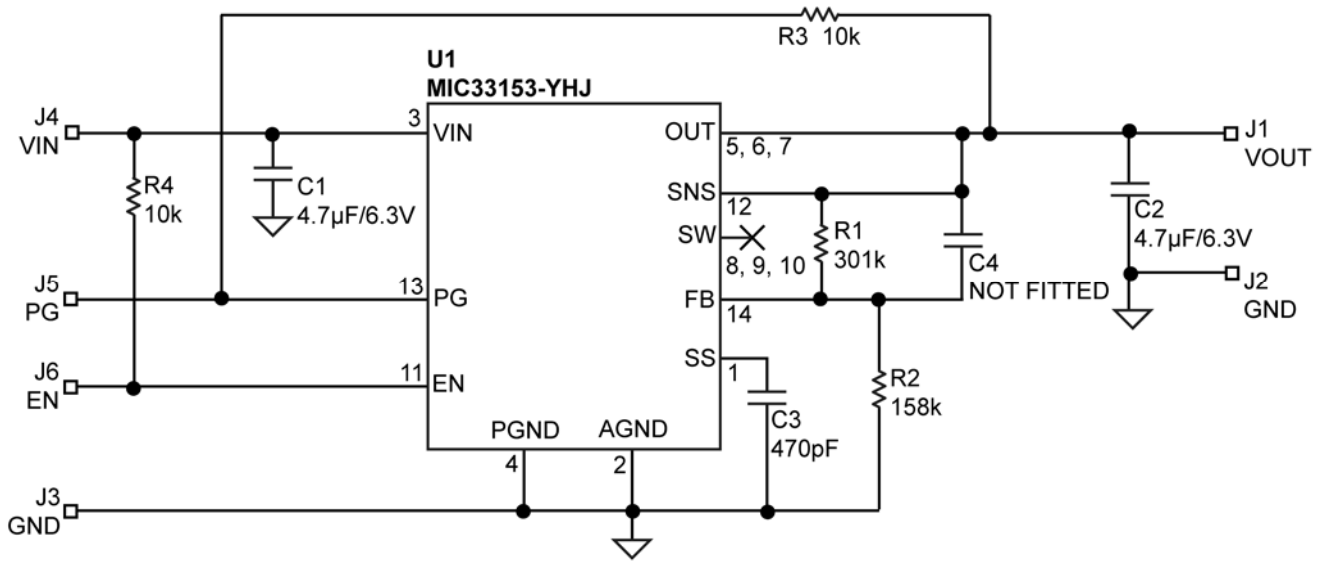 R3 10k
U1
MIC33153-YHJ
J4
VIN
3
VIN
OUT
5, 6, 7
J1
VOUT
R4
10k
C1
4.7µF/6.3V
SNS
12
SW
8, 9, 10
R1
301k
C4
NOT FITTED
C2
4.7µF/6.3V
J5
PG
13
PG
FB
14
J2
GND
J6
EN
11
EN
SS
1
R2
158k
C3
470pF
PGND
4
AGND
2
J3
GND